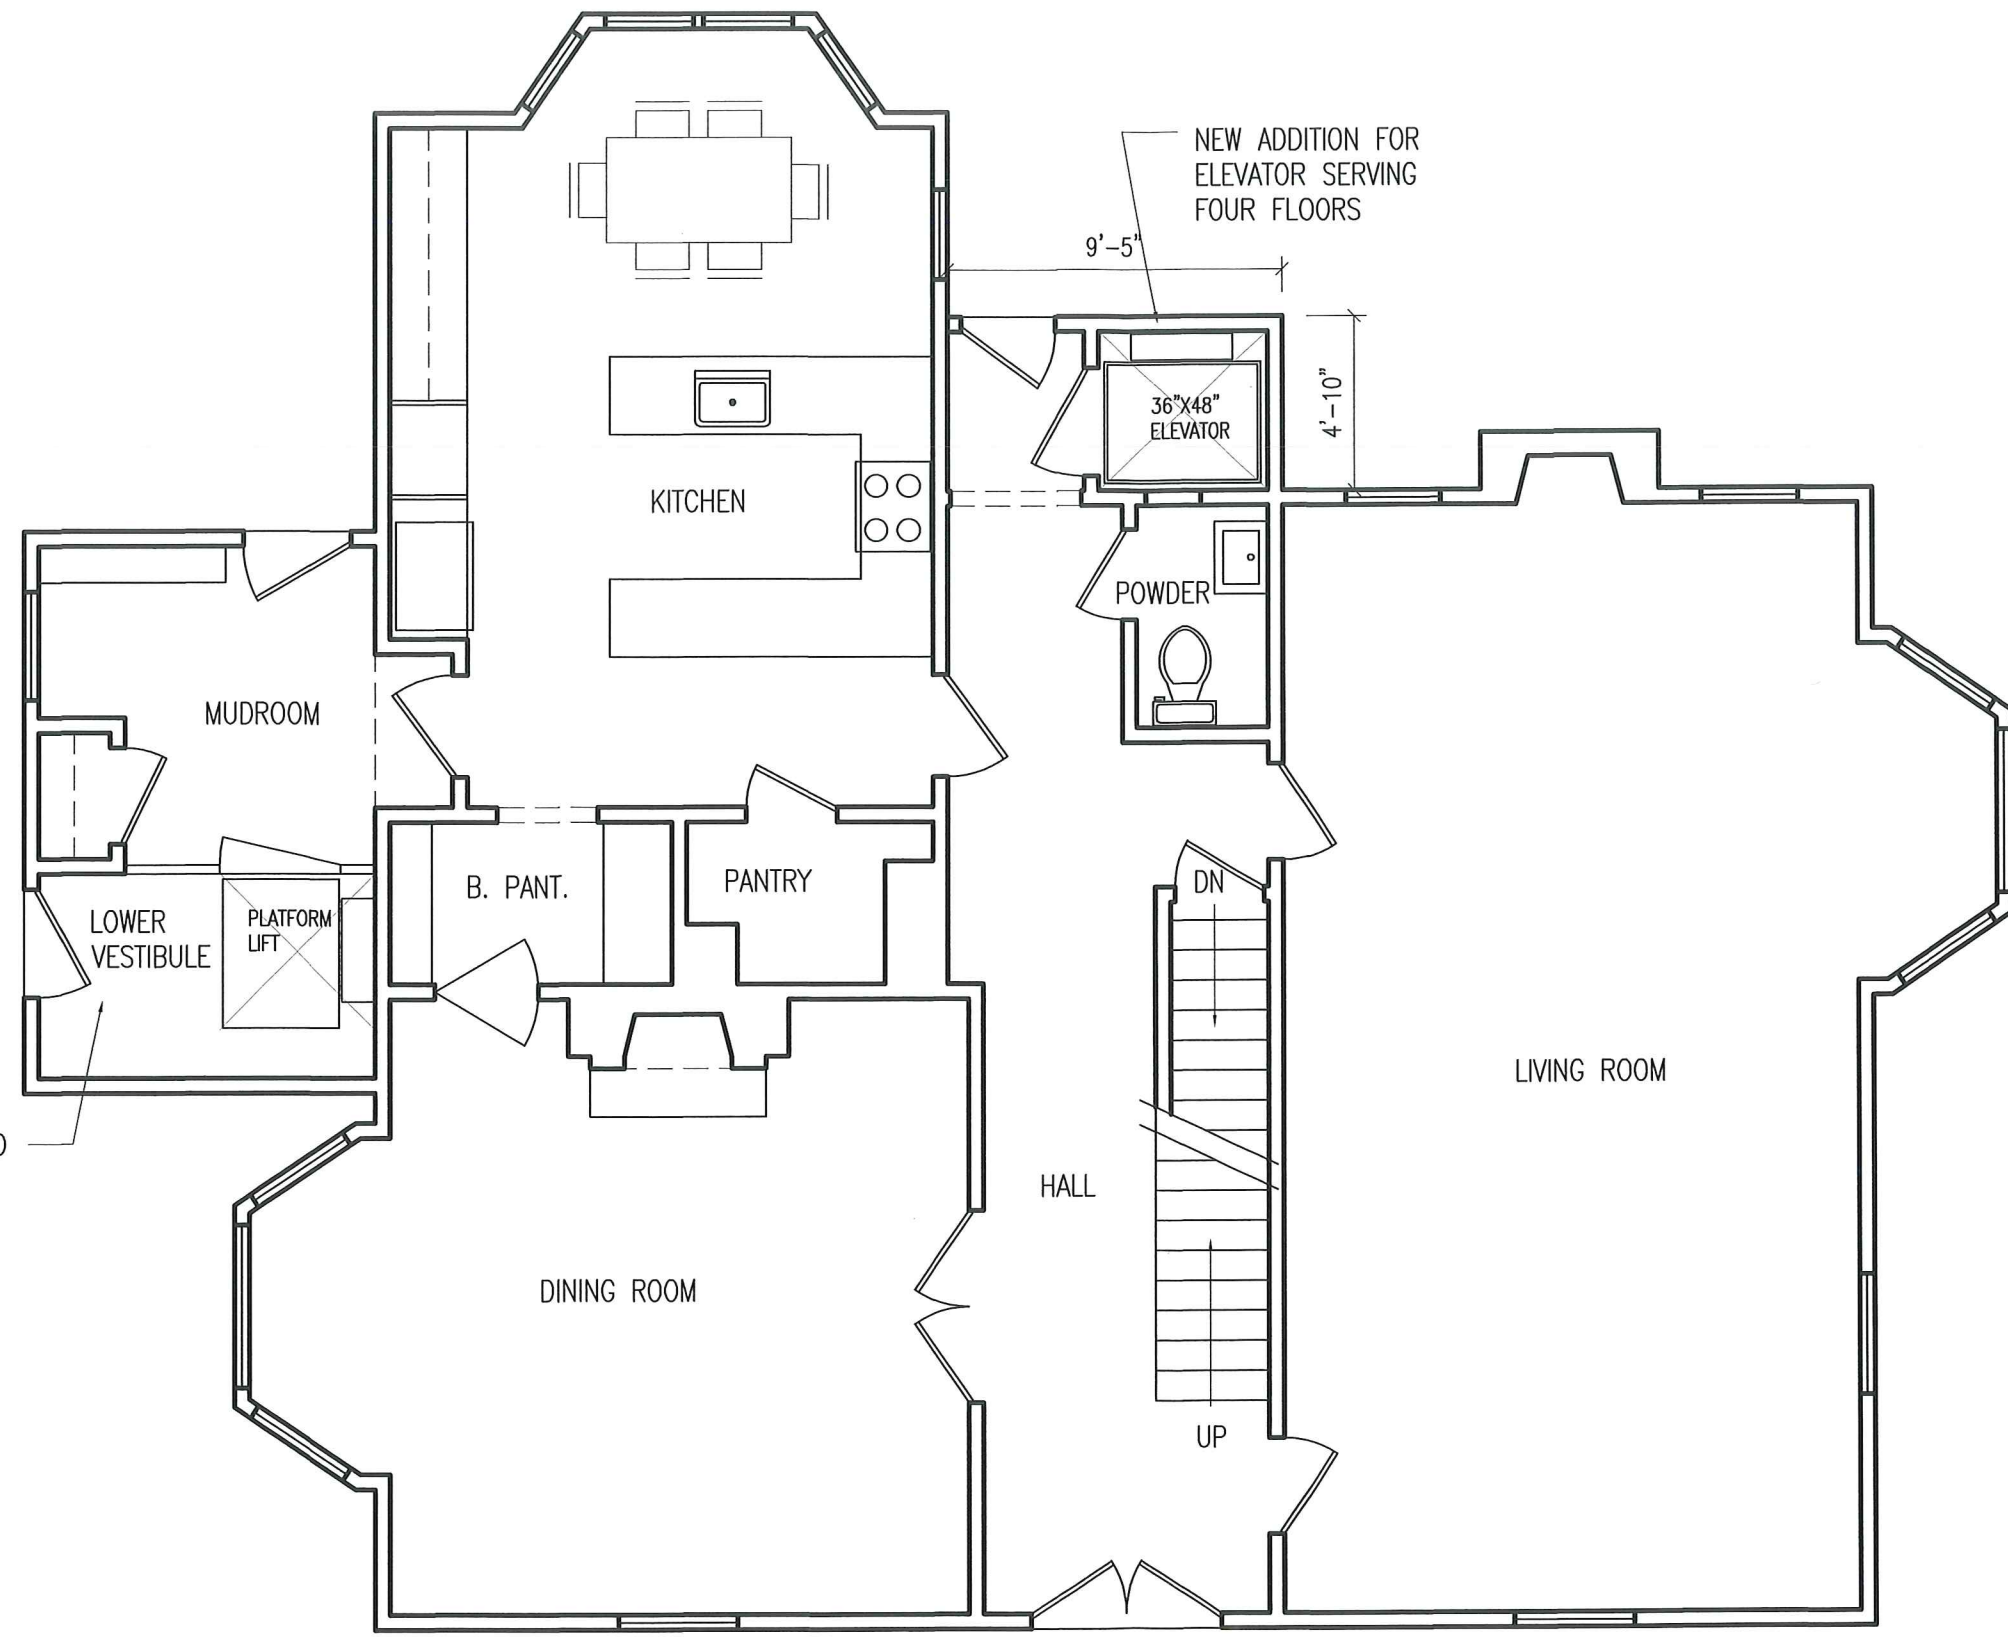 NEW ADDITION FOR
ELEVATOR SERVING
FOUR FLOORS
9'-5"
4'-10"
36"X48"
ELEVATOR
KITCHEN
POWDER
MUDROOM
PANTRY
B. PANT.
DN
LOWER
VESTIBULE
PLATFORM
LIFT
LIVING ROOM
HALL
DINING ROOM
UP